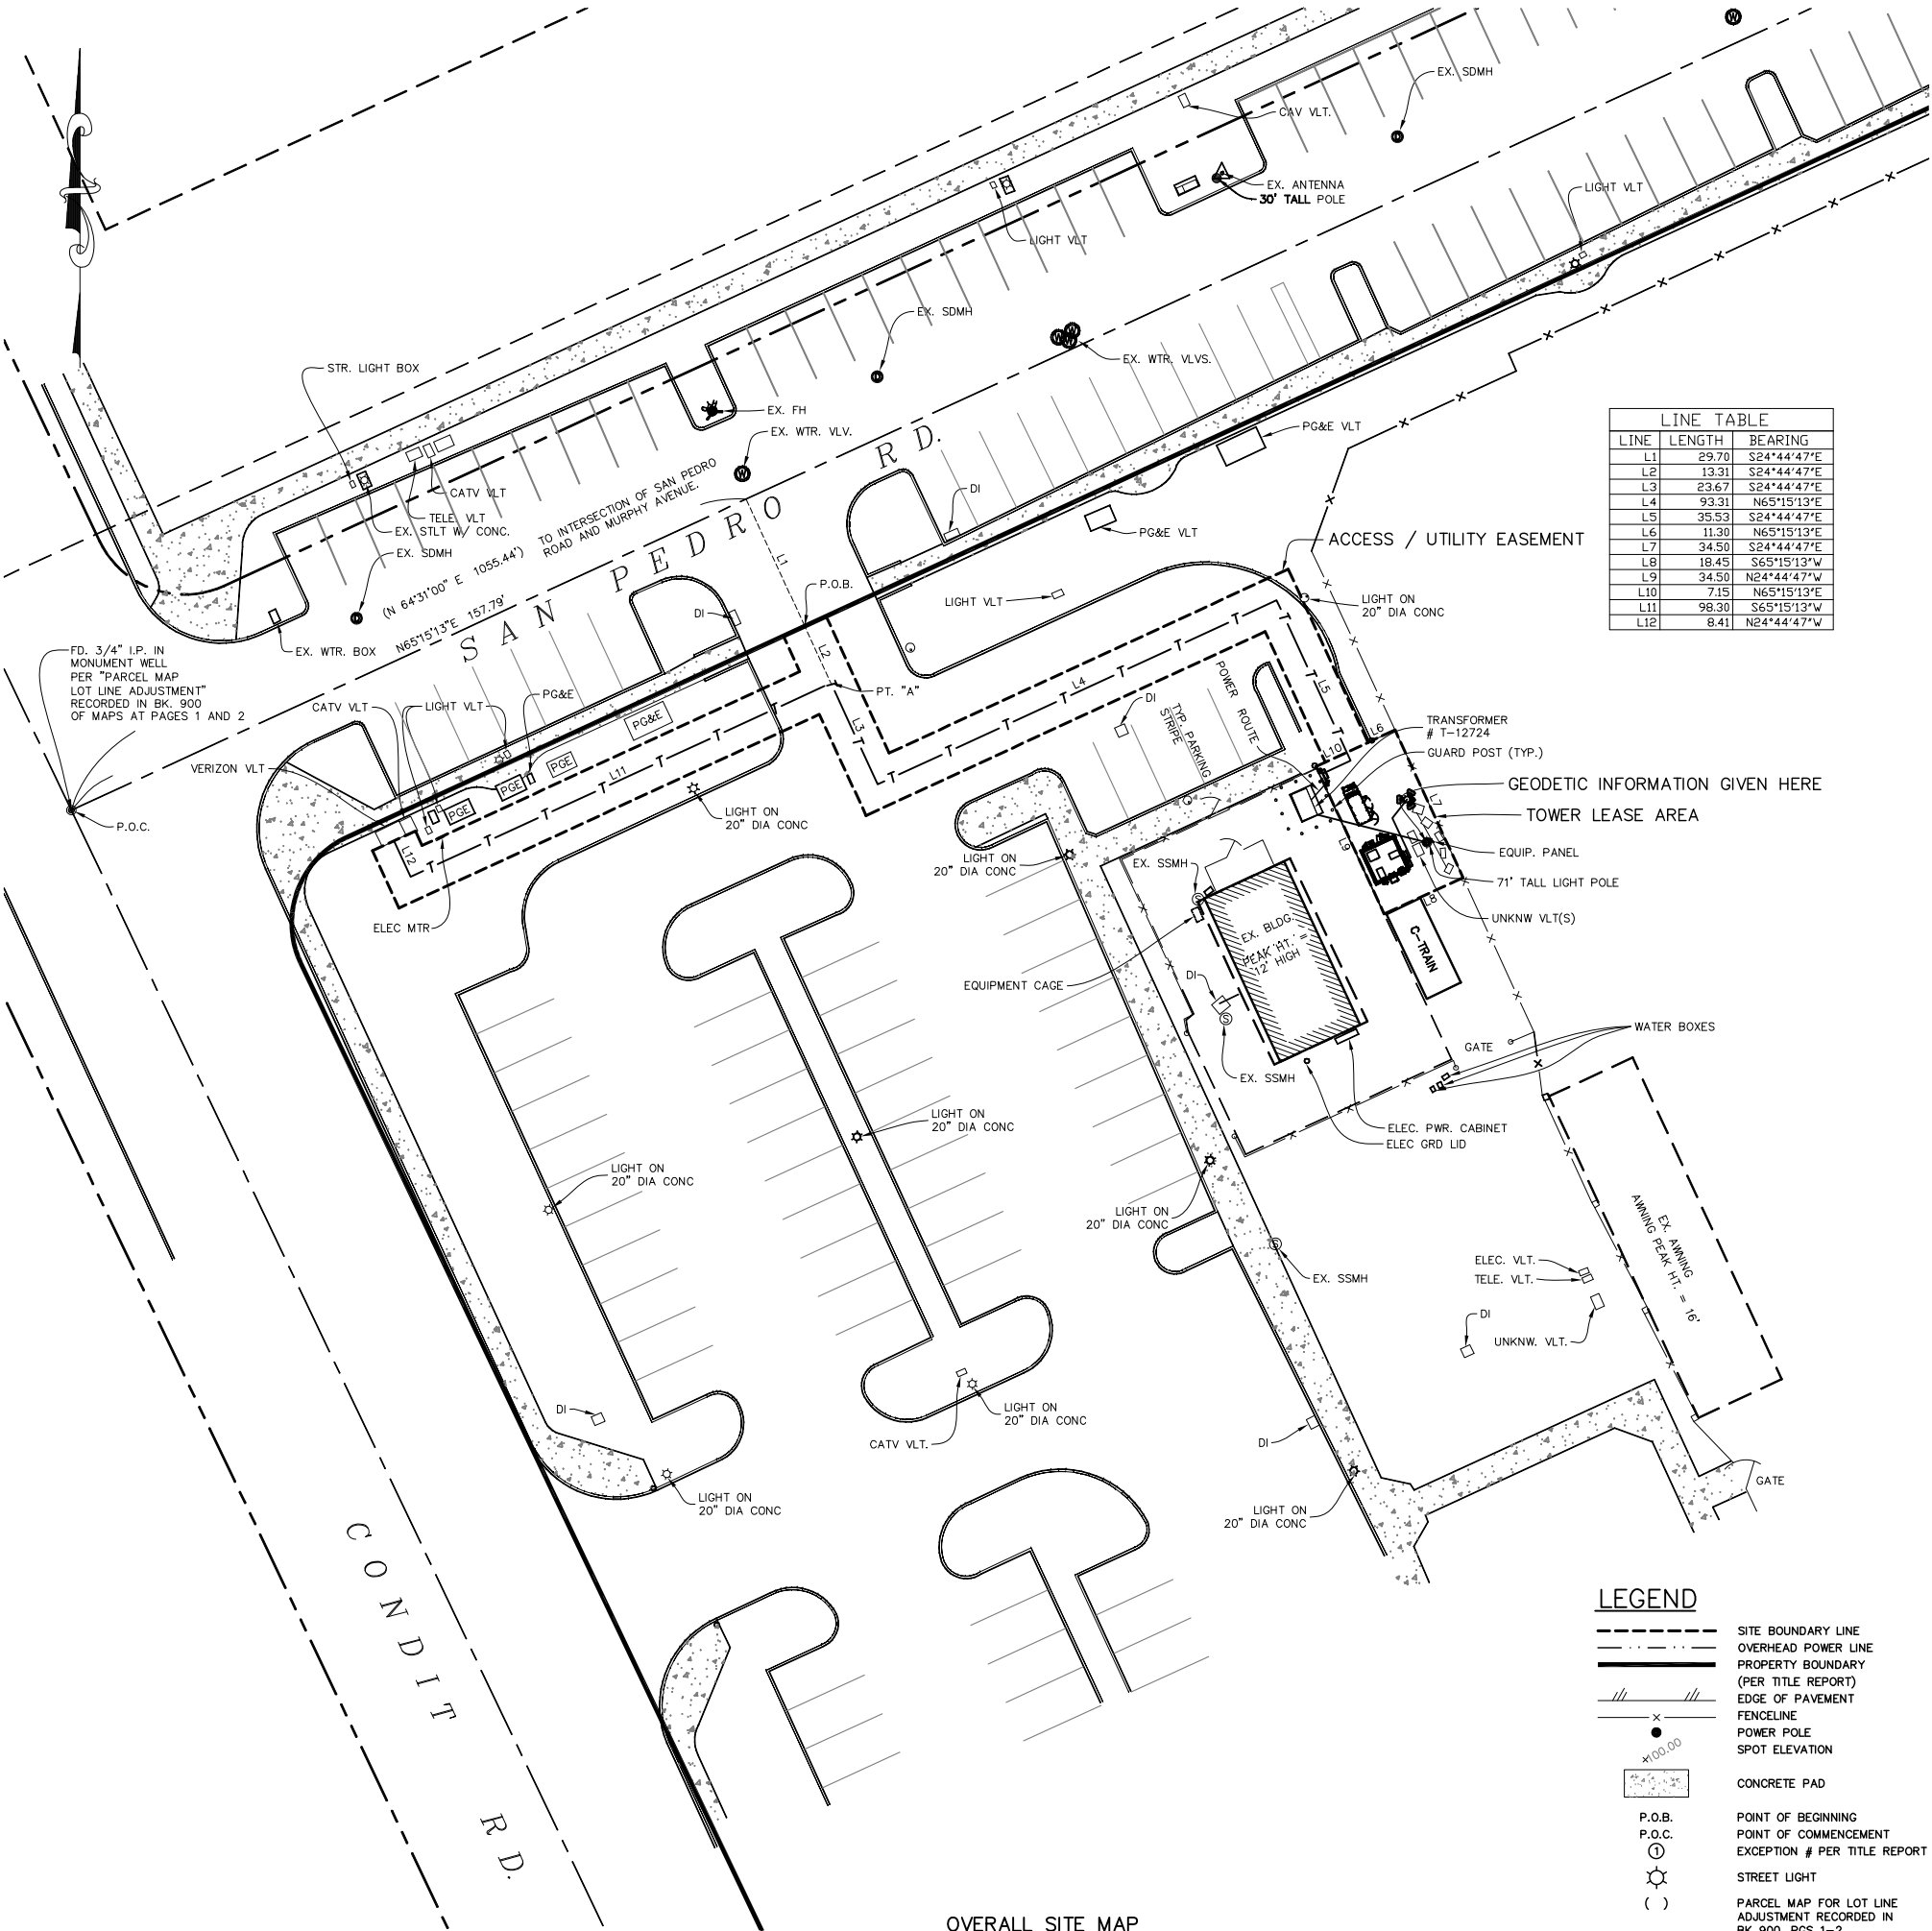 EX. SDMH
CAV VLT.
EX. ANTENNA
30' TALL POLE
LIGHT VLT
LIGHT VLT
EX. SDMH
STR. LIGHT BOX
EX. WTR. VLVS.
EX. FH
EX. WTR. VLV.
PG&E VLT
CATV VLT
TELE. VLT
EX. STLT W/ CONC.
EX. SDMH
TO INTERSECTION OF SAN PEDRO
ROAD AND MURPHY AVENUE.
(N 64°31'00" E 1055.44')
N65°15'13"E 157.79'
SAN PEDRO RD.
DI
PG&E VLT
L1
P.O.B.
LIGHT VLT
DI
EX. WTR. BOX
L2
PT. "A"
L3
L4
L5
ACCESS / UTILITY EASEMENT
LIGHT ON
20" DIA CONC
LINE TABLE
LINE LENGTH BEARING
L1 29.70 S24°44'47"E
L2 13.31 S24°44'47"E
L3 23.67 S24°44'47"E
L4 93.31 N65°15'13"E
L5 35.53 S24°44'47"E
L6 11.30 N65°15'13"E
L7 34.50 S24°44'47"E
L8 18.45 S65°15'13"W
L9 34.50 N24°44'47"W
L10 7.15 N65°15'13"E
L11 98.30 S65°15'13"W
L12 8.41 N24°44'47"W
FD. 3/4" I.P. IN
MONUMENT WELL
PER "PARCEL MAP
LOT LINE ADJUSTMENT"
RECORDED IN BK. 900
OF MAPS AT PAGES 1 AND 2
P.O.C.
CATV VLT
LIGHT VLT
PG&E
PG&E
PGE
PGE
PGE
VERIZON VLT
L11
L12
ELEC MTR
LIGHT ON
20" DIA CONC
DI
TYP. PARKING
STRIPE
POWER ROUTE
L6
L10
TRANSFORMER
# T-12724
GUARD POST (TYP.)
GEODETIC INFORMATION GIVEN HERE
L7
TOWER LEASE AREA
L9
EQUIP. PANEL
71' TALL LIGHT POLE
L8
UNKNW VLT(S)
C-TRAIN
LIGHT ON
20" DIA CONC
EX. SSMH
EX. BLDG.
PEAK HT. =
12' HIGH
EQUIPMENT CAGE
DI
EX. SSMH
WATER BOXES
GATE
ELEC. PWR. CABINET
ELEC GRD LID
LIGHT ON
20" DIA CONC
LIGHT ON
20" DIA CONC
LIGHT ON
20" DIA CONC
EX. AWNING
AWNING PEAK HT. = 16'
EX. SSMH
ELEC. VLT.
TELE. VLT.
DI
UNKNW. VLT.
DI
LIGHT ON
20" DIA CONC
CATV VLT.
DI
GATE
LIGHT ON
20" DIA CONC
LIGHT ON
20" DIA CONC
CONDIT RD.
LEGEND
SITE BOUNDARY LINE
OVERHEAD POWER LINE
PROPERTY BOUNDARY
(PER TITLE REPORT)
EDGE OF PAVEMENT
FENCELINE
POWER POLE
×100.00 SPOT ELEVATION
CONCRETE PAD
P.O.B. POINT OF BEGINNING
P.O.C. POINT OF COMMENCEMENT
① EXCEPTION # PER TITLE REPORT
STREET LIGHT
( ) PARCEL MAP FOR LOT LINE
ADJUSTMENT RECORDED IN
BK 900, PGS 1-2
OVERALL SITE MAP